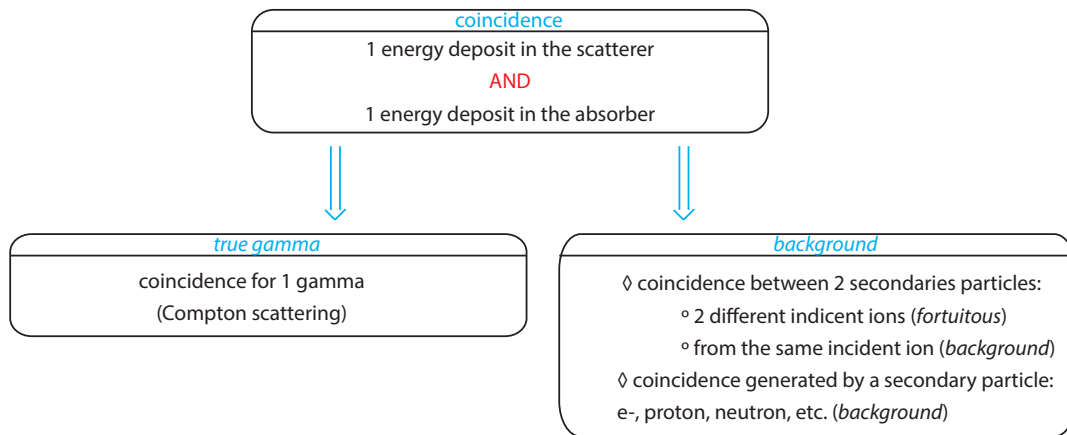 coincidence
1 energy deposit in the scatterer
AND
1 energy deposit in the absorber
true gamma
coincidence for 1 gamma
(Compton scattering)
background
◊ coincidence between 2 secondaries particles:
º 2 different indicent ions (fortuitous)
º from the same incident ion (background)
◊ coincidence generated by a secondary particle:
e-, proton, neutron, etc. (background)